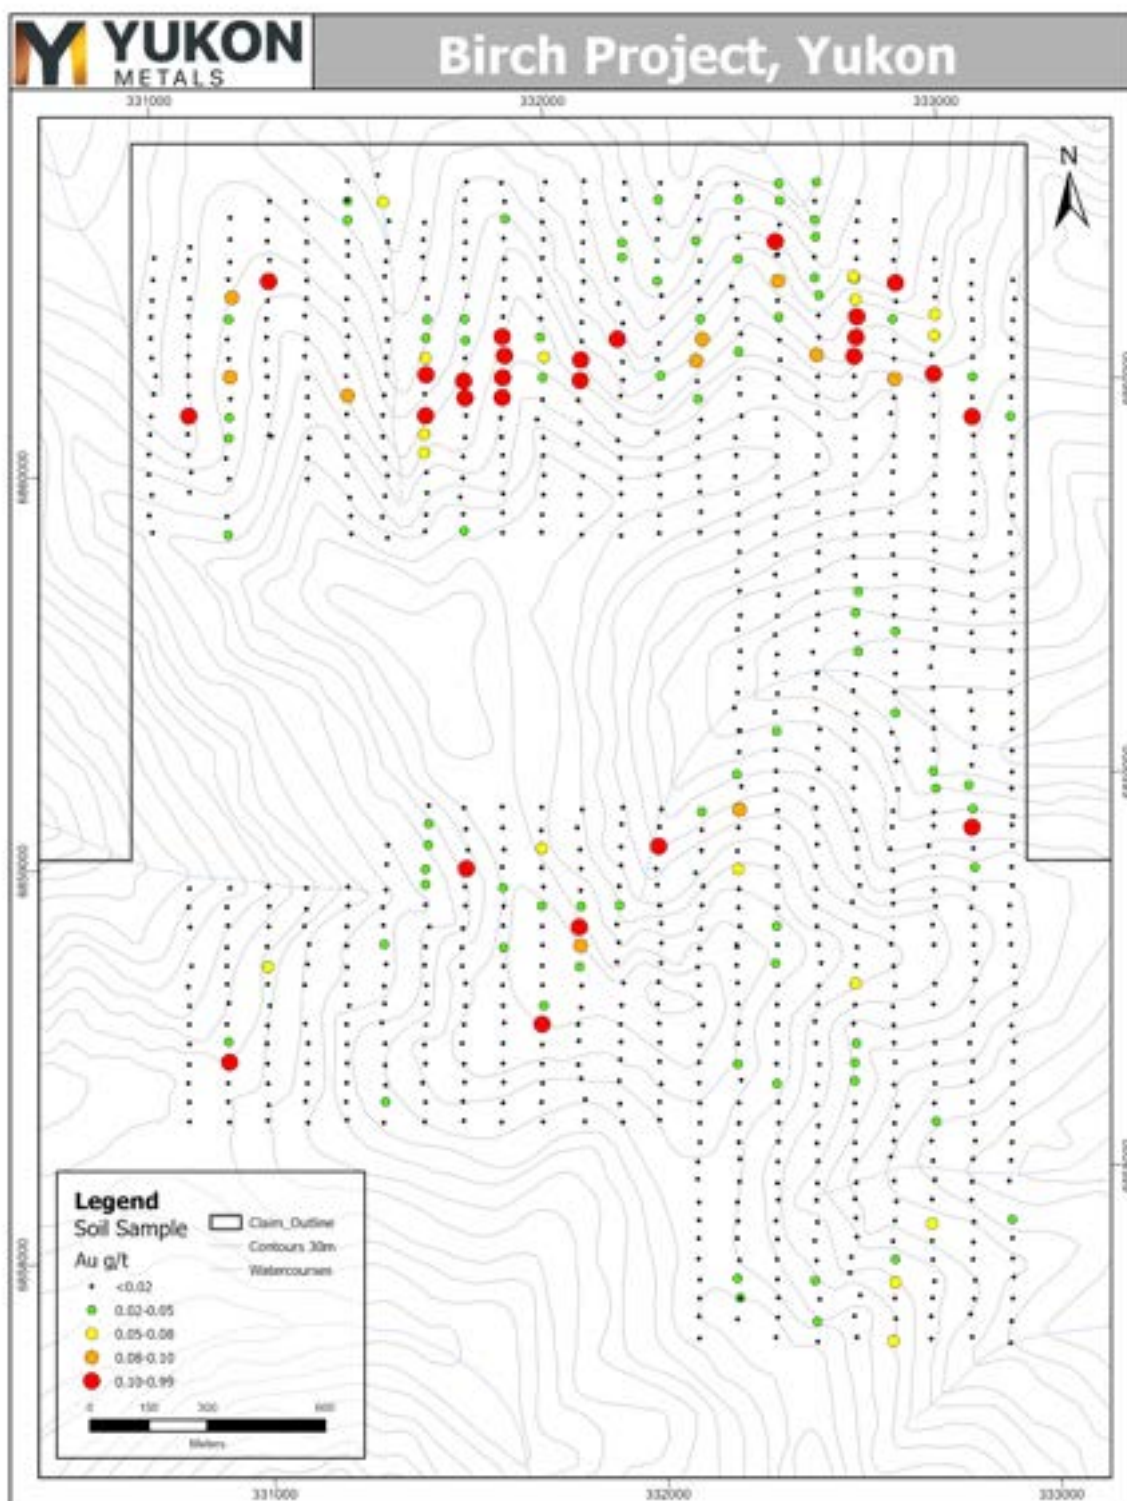 YUKON
METALS
Birch Project, Yukon
331000 332000 333000
N
6860000
6859000
6858000
Legend
Soil Sample
Au g/t
<0.02
0.02-0.05
0.05-0.08
0.08-0.10
0.10-0.99
Claim_Outline
Contours 30m
Watercourses
0 150 300 600
Meters
331000 332000 333000